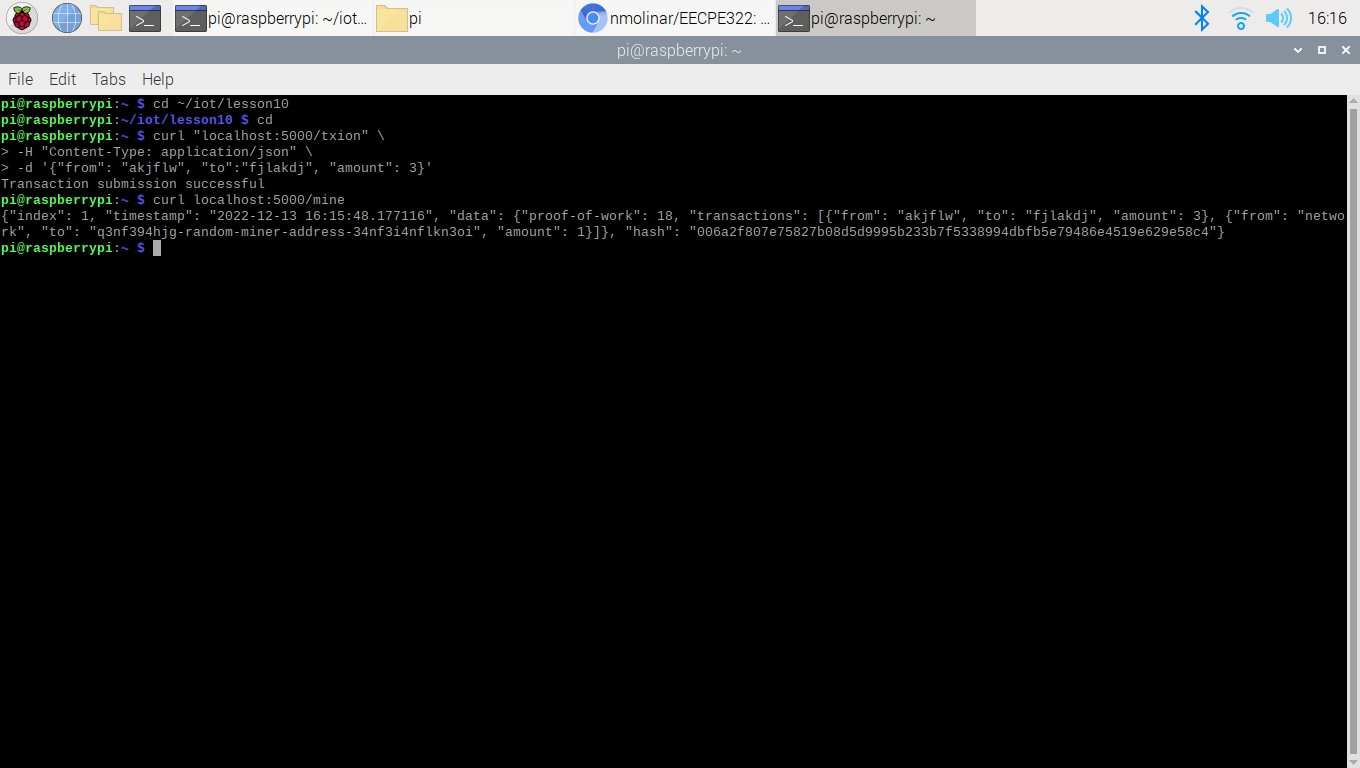 pi@raspberrypi: ~/iot...
pi
nmolinar/EECPE322: ...
pi@raspberrypi: ~
16:16
pi@raspberrypi: ~
File Edit Tabs Help
pi@raspberrypi:~ $ cd ~/iot/lesson10
pi@raspberrypi:~/iot/lesson10 $ cd
pi@raspberrypi:~ $ curl "localhost:5000/txion" \
> -H "Content-Type: application/json" \
> -d '{"from": "akjflw", "to":"fjlakdj", "amount": 3}'
Transaction submission successful
pi@raspberrypi:~ $ curl localhost:5000/mine
{"index": 1, "timestamp": "2022-12-13 16:15:48.177116", "data": {"proof-of-work": 18, "transactions": [{"from": "akjflw", "to": "fjlakdj", "amount": 3}, {"from": "netwo
rk", "to": "q3nf394hjg-random-miner-address-34nf3i4nflkn3oi", "amount": 1}]}, "hash": "006a2f807e75827b08d5d9995b233b7f5338994dbfb5e79486e4519e629e58c4"}
pi@raspberrypi:~ $